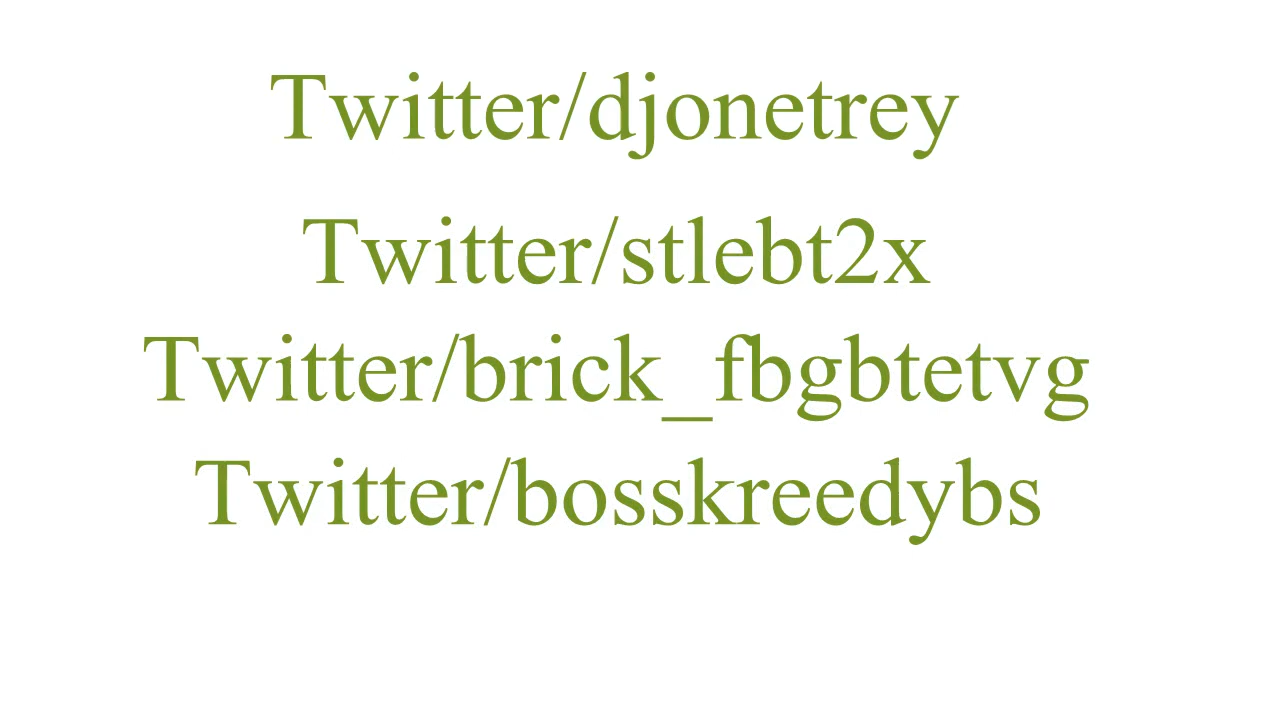 Twitter/djonetrey
Twitter/stlebt2x
Twitter/brick_fbgbtetvg
Twitter/bosskreedybs